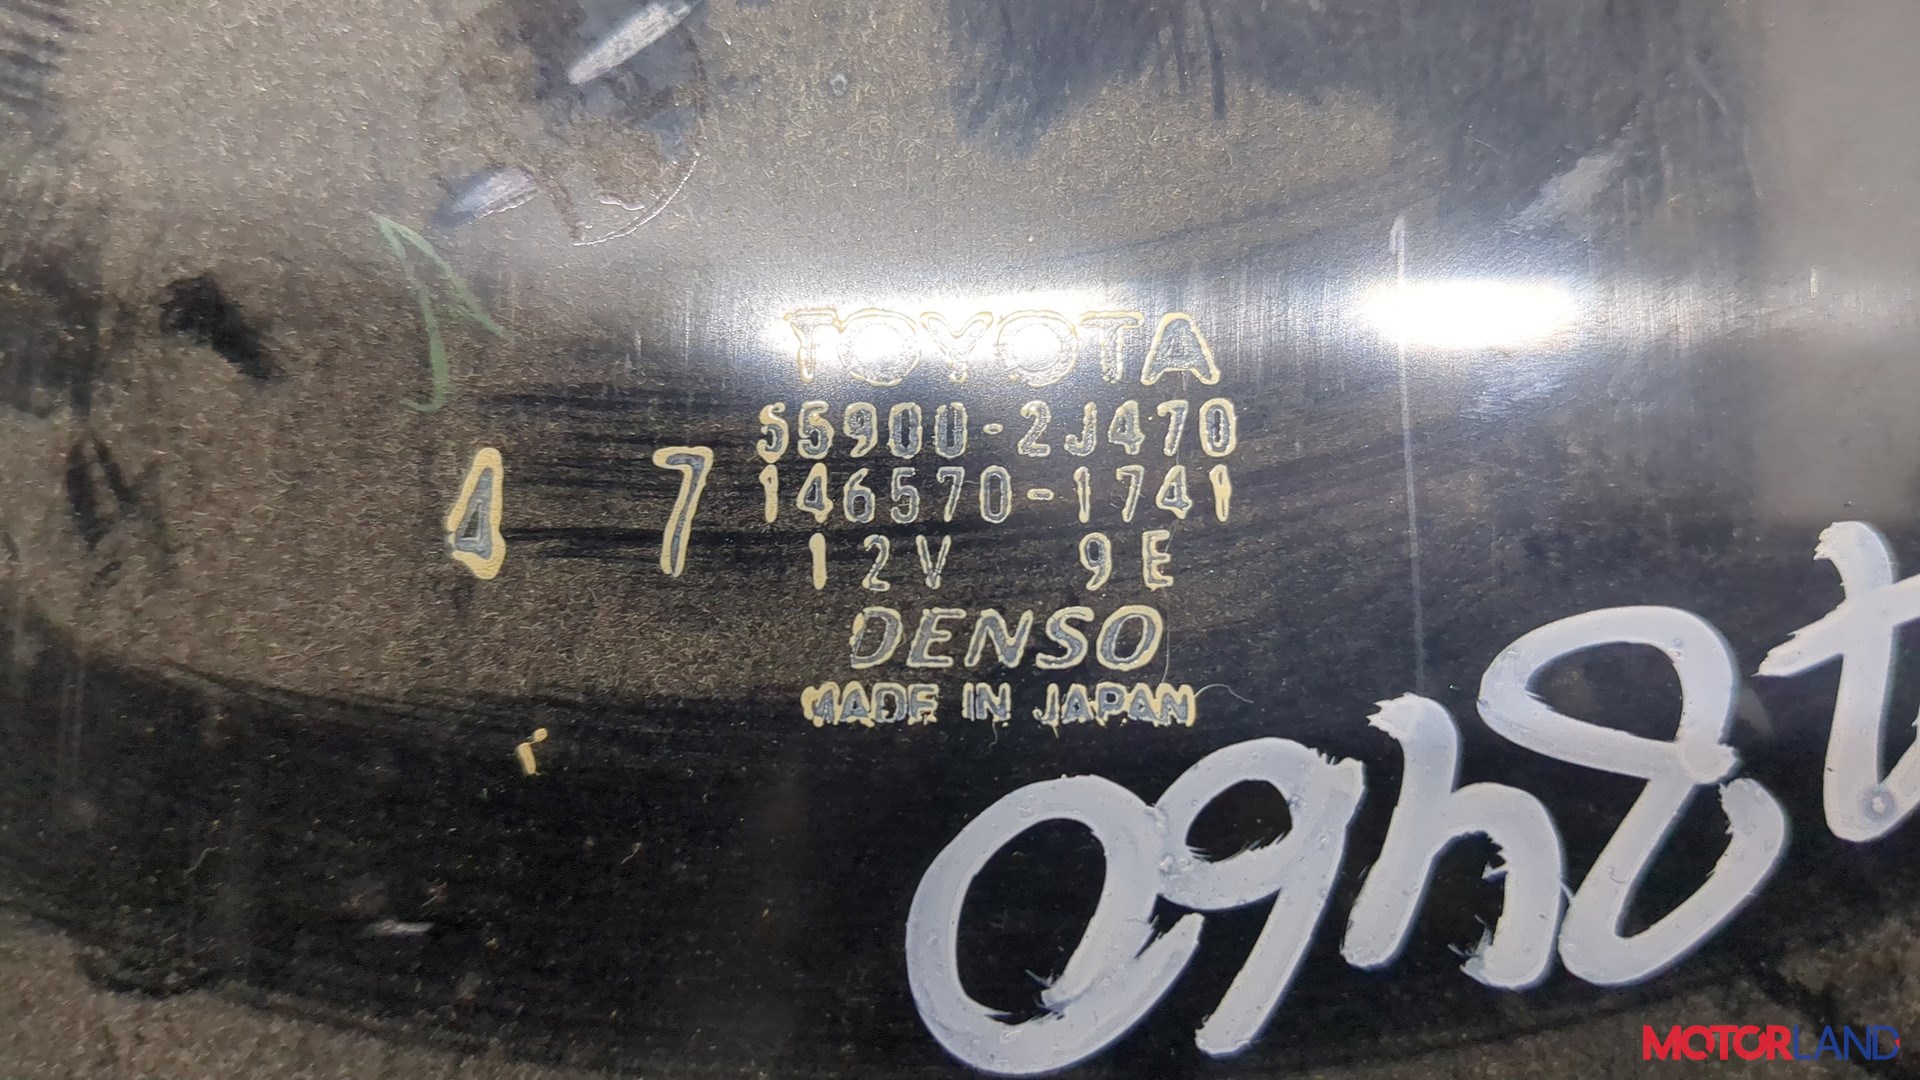 TOYOTA
55900-2J470
4 7
146570-1741
12V 9E
DENSO
MADE IN JAPAN
MOTORLAND